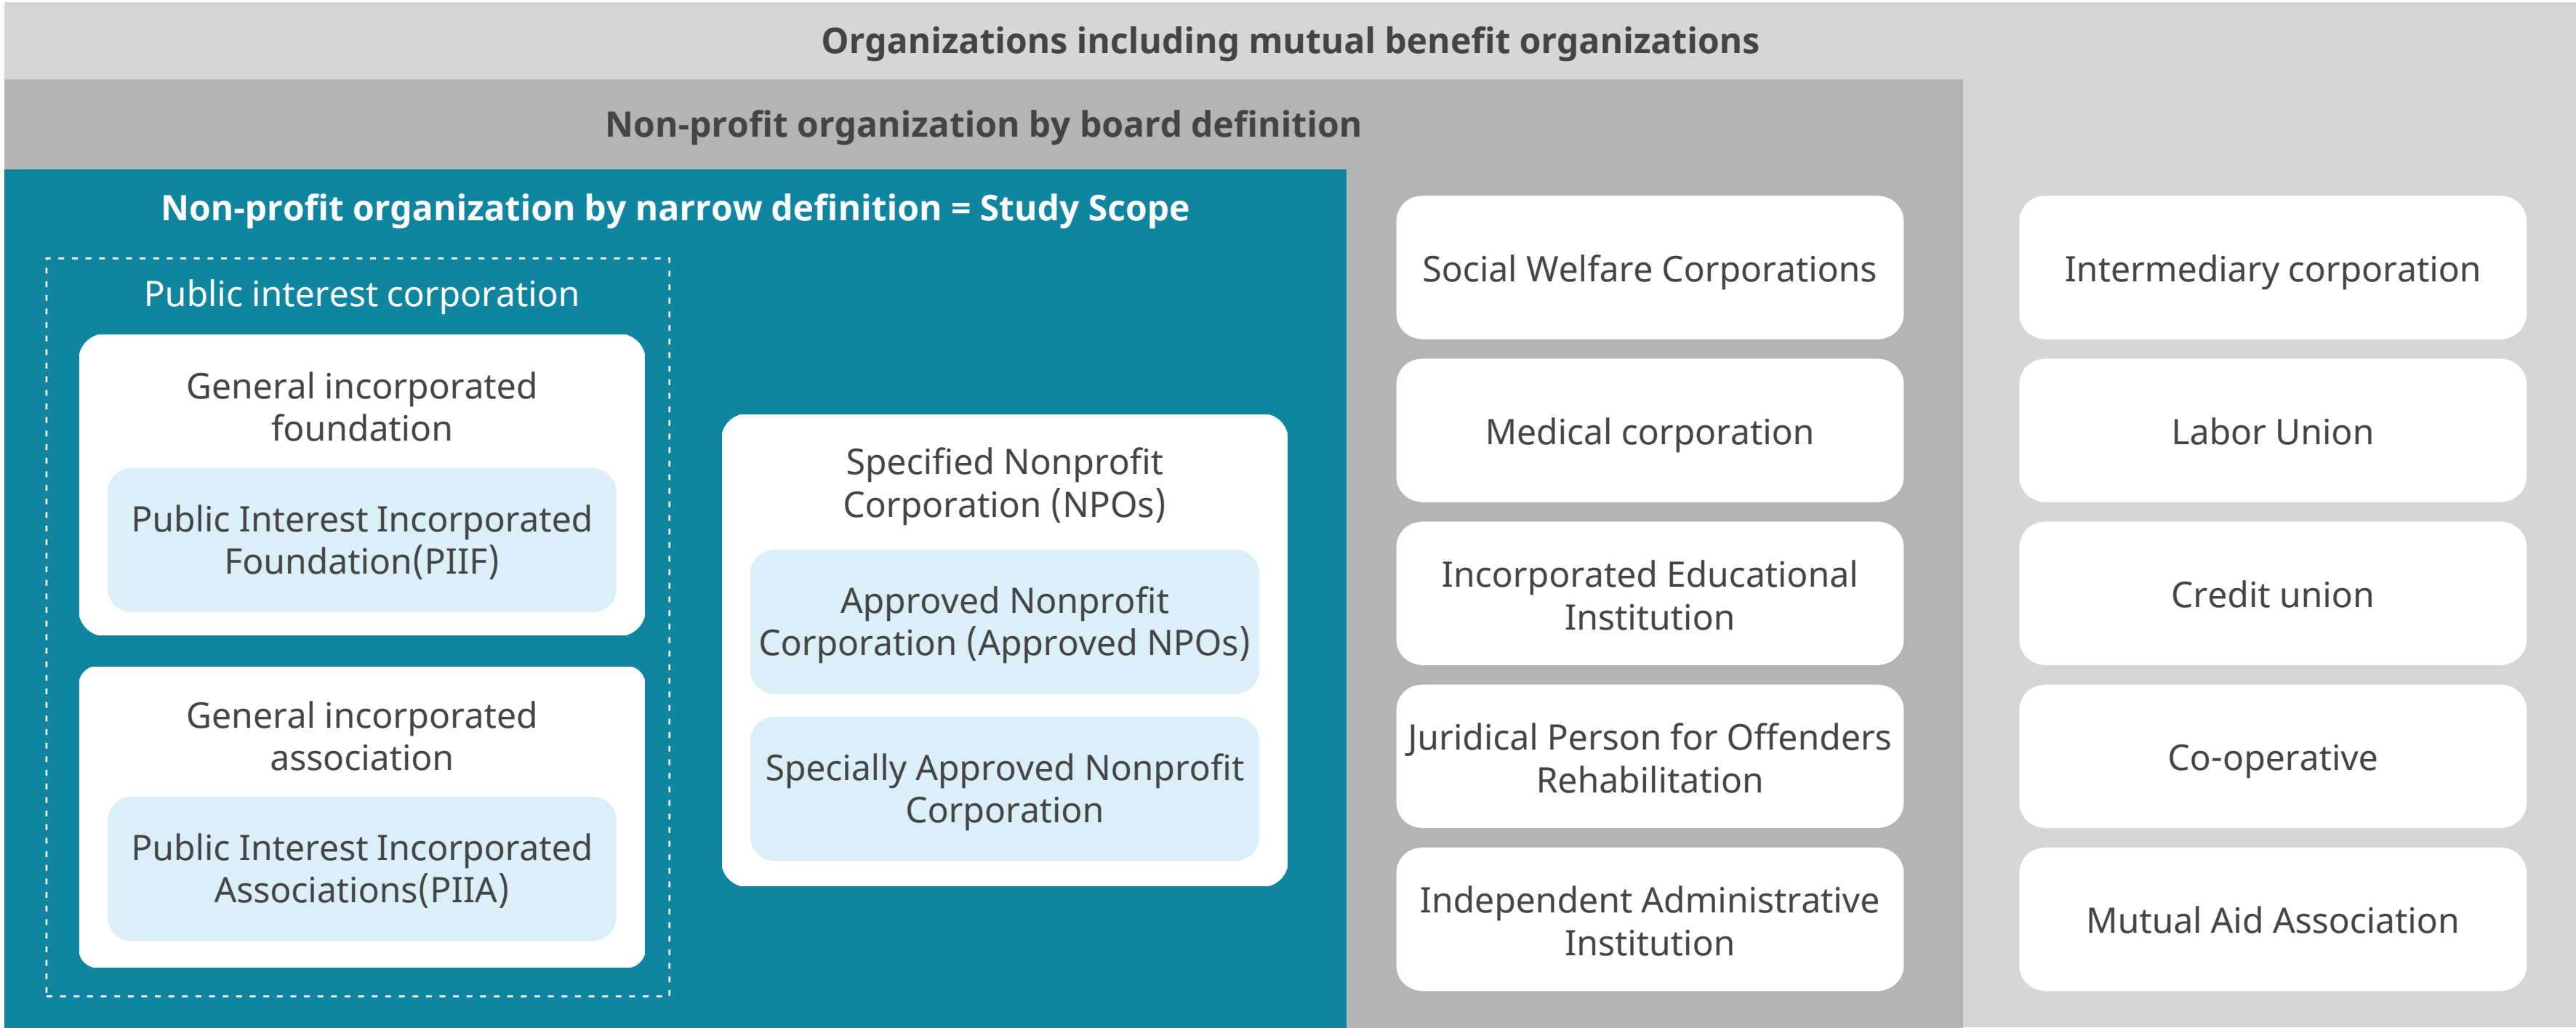 Organizations including mutual benefit organizations
Non-profit organization by board definition
Non-profit organization by narrow definition = Study Scope
Public interest corporation
General incorporated
foundation
Public Interest Incorporated
Foundation(PIIF)
General incorporated
association
Public Interest Incorporated
Associations(PIIA)
Specified Nonprofit
Corporation (NPOs)
Approved Nonprofit
Corporation (Approved NPOs)
Specially Approved Nonprofit
Corporation
Social Welfare Corporations
Medical corporation
Incorporated Educational
Institution
Juridical Person for Offenders
Rehabilitation
Independent Administrative
Institution
Intermediary corporation
Labor Union
Credit union
Co-operative
Mutual Aid Association